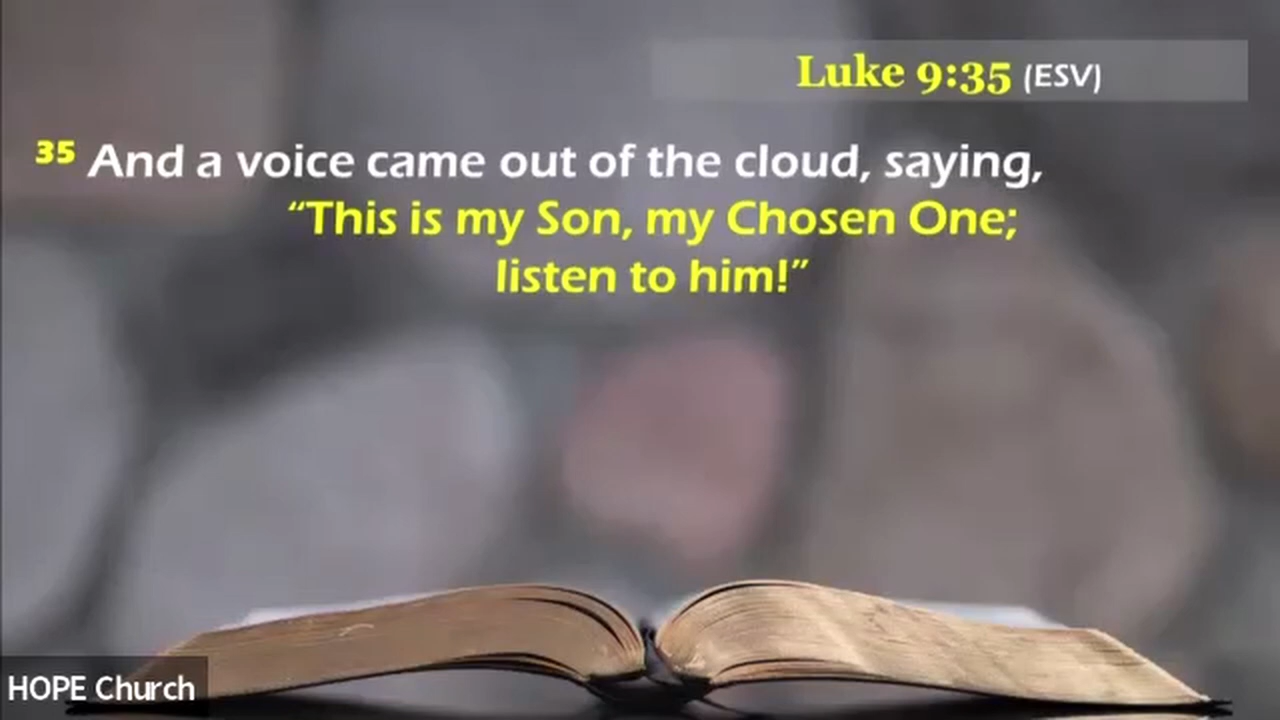 Luke 9:35 (ESV)
35 And a voice came out of the cloud, saying,
“This is my Son, my Chosen One;
listen to him!”
HOPE Church